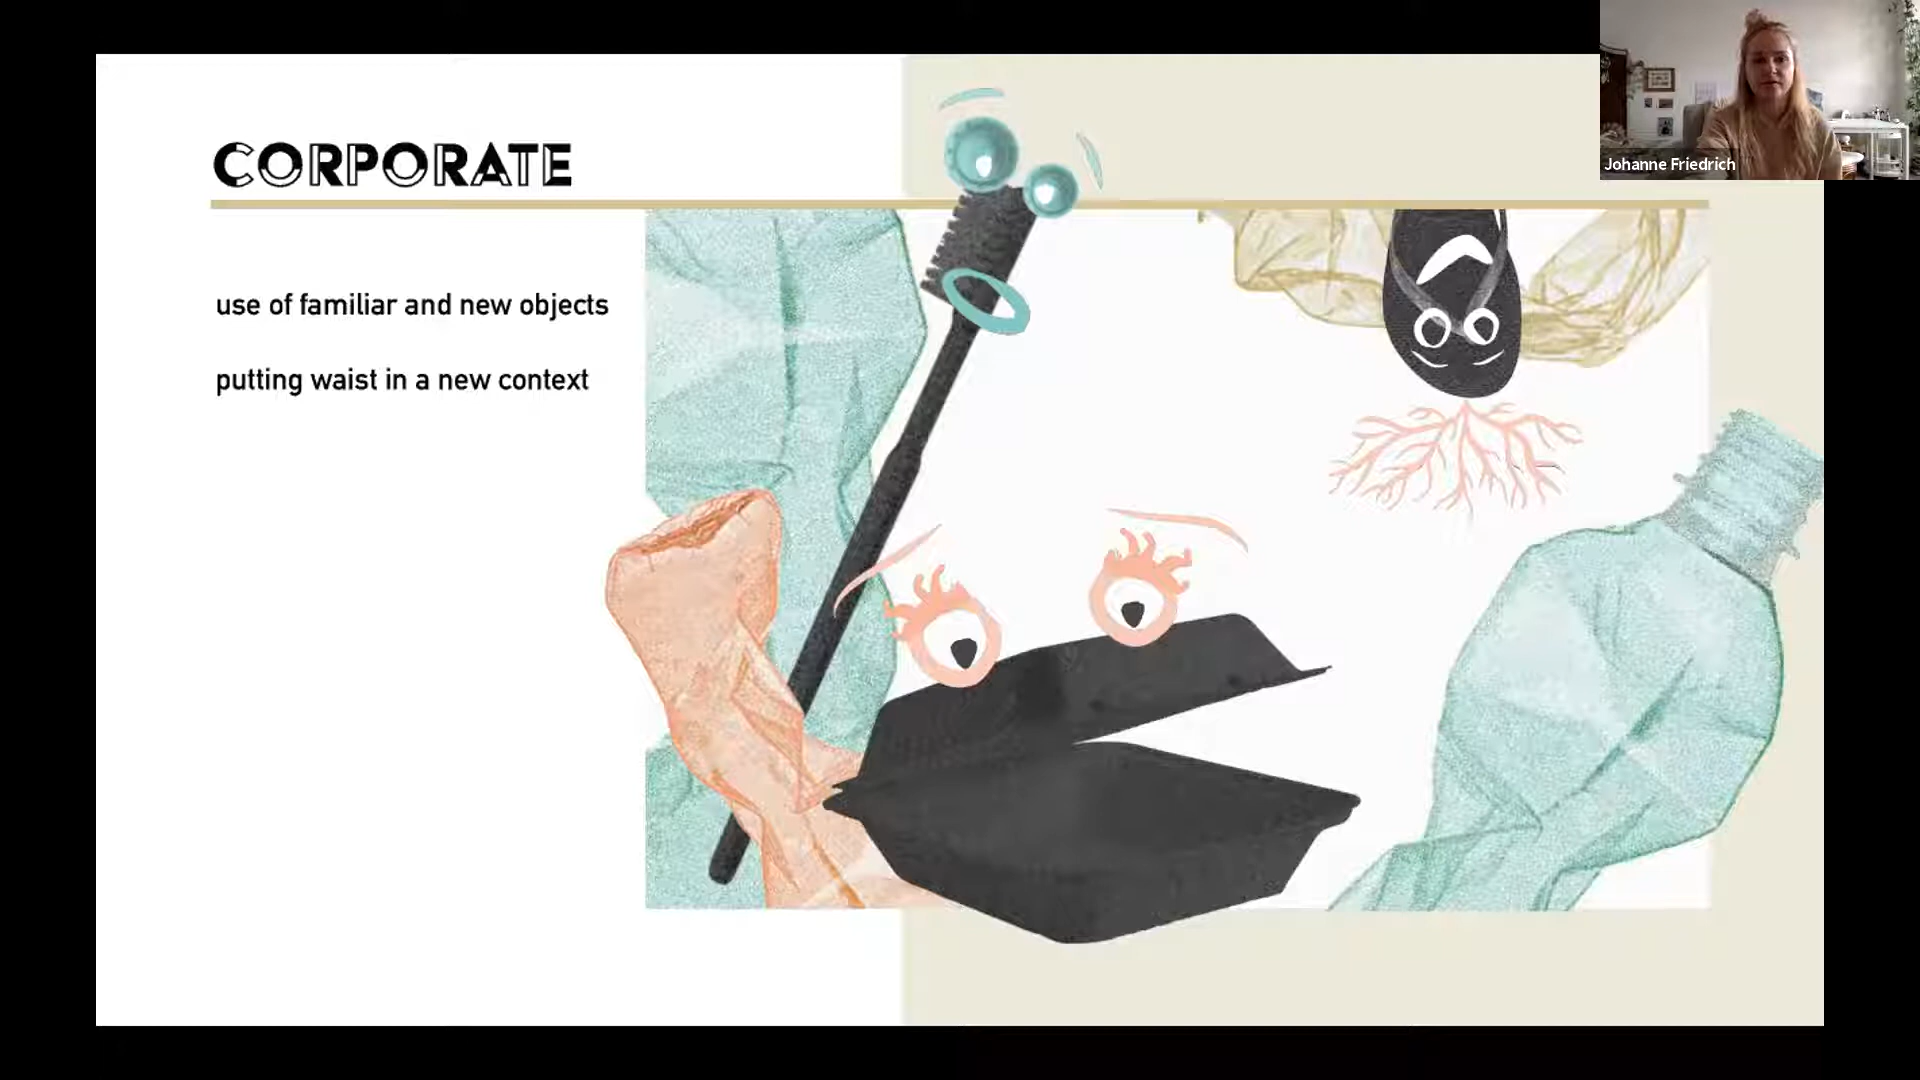 CORPORATE
use of familiar and new objects
putting waist in a new context
Johanne Friedrich